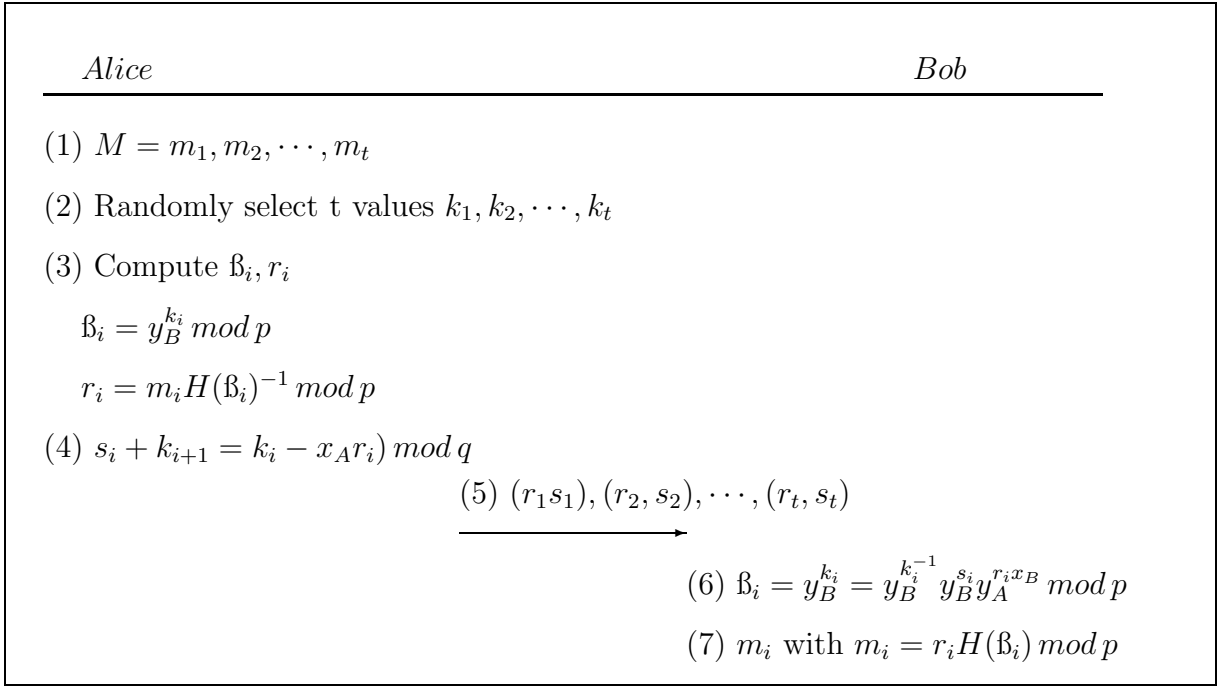 Alice Bob
(1) M = m_1, m_2, ⋯, m_t
(2) Randomly select t values k_1, k_2, ⋯, k_t
(3) Compute ß_i, r_i
ß_i = y_B^{k_i} mod p
r_i = m_i H(ß_i)^{-1} mod p
(4) s_i + k_{i+1} = k_i − x_A r_i) mod q
(5) (r_1 s_1), (r_2, s_2), ⋯, (r_t, s_t)
(6) ß_i = y_B^{k_i} = y_B^{k_i^{-1}} y_B^{s_i} y_A^{r_i x_B} mod p
(7) m_i with m_i = r_i H(ß_i) mod p